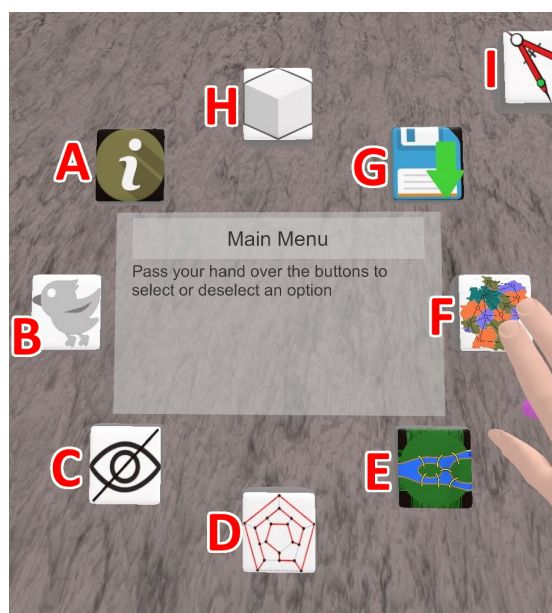 H
I
A
G
Main Menu
Pass your hand over the buttons to
select or deselect an option
B
F
C
E
D